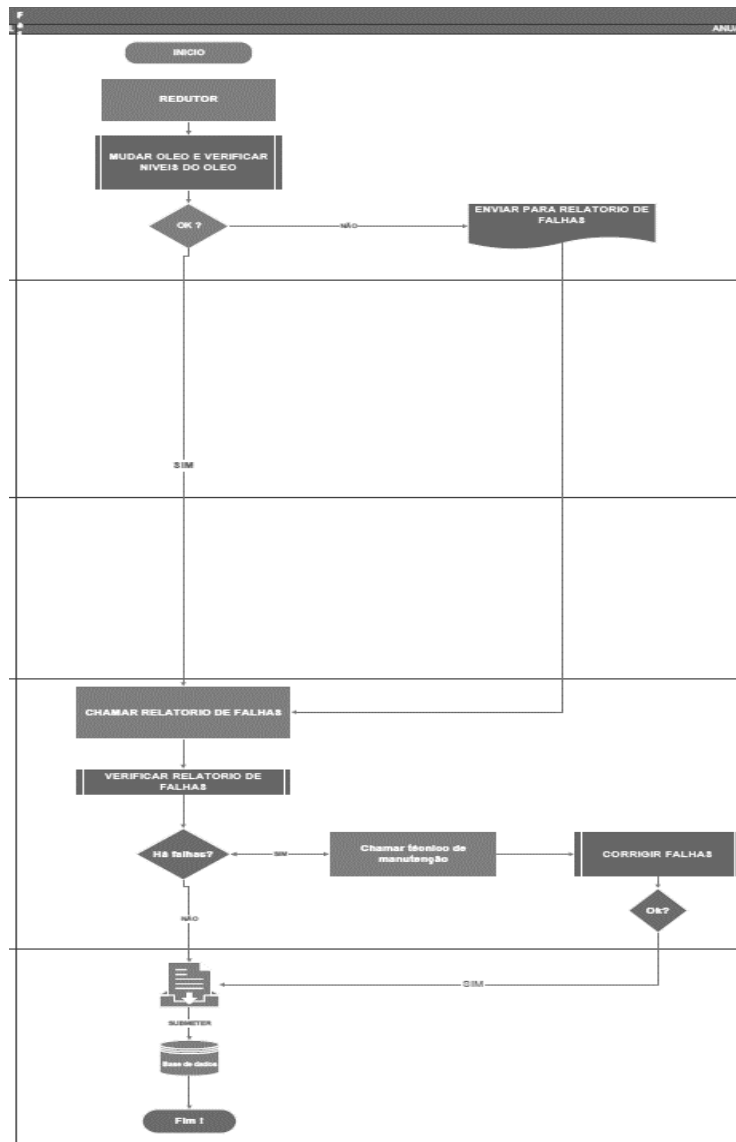 F
ANUA
INICIO
REDUTOR
MUDAR OLEO E VERIFICAR
NIVEIS DO OLEO
OK ?
NÃO
ENVIAR PARA RELATORIO DE
FALHAS
SIM
CHAMAR RELATORIO DE FALHAS
VERIFICAR RELATORIO DE
FALHAS
Há falhas?
SIM
Chamar técnico de
manutenção
CORRIGIR FALHAS
Ok?
NÃO
SIM
SUBMETER
Base de dados
Fim !